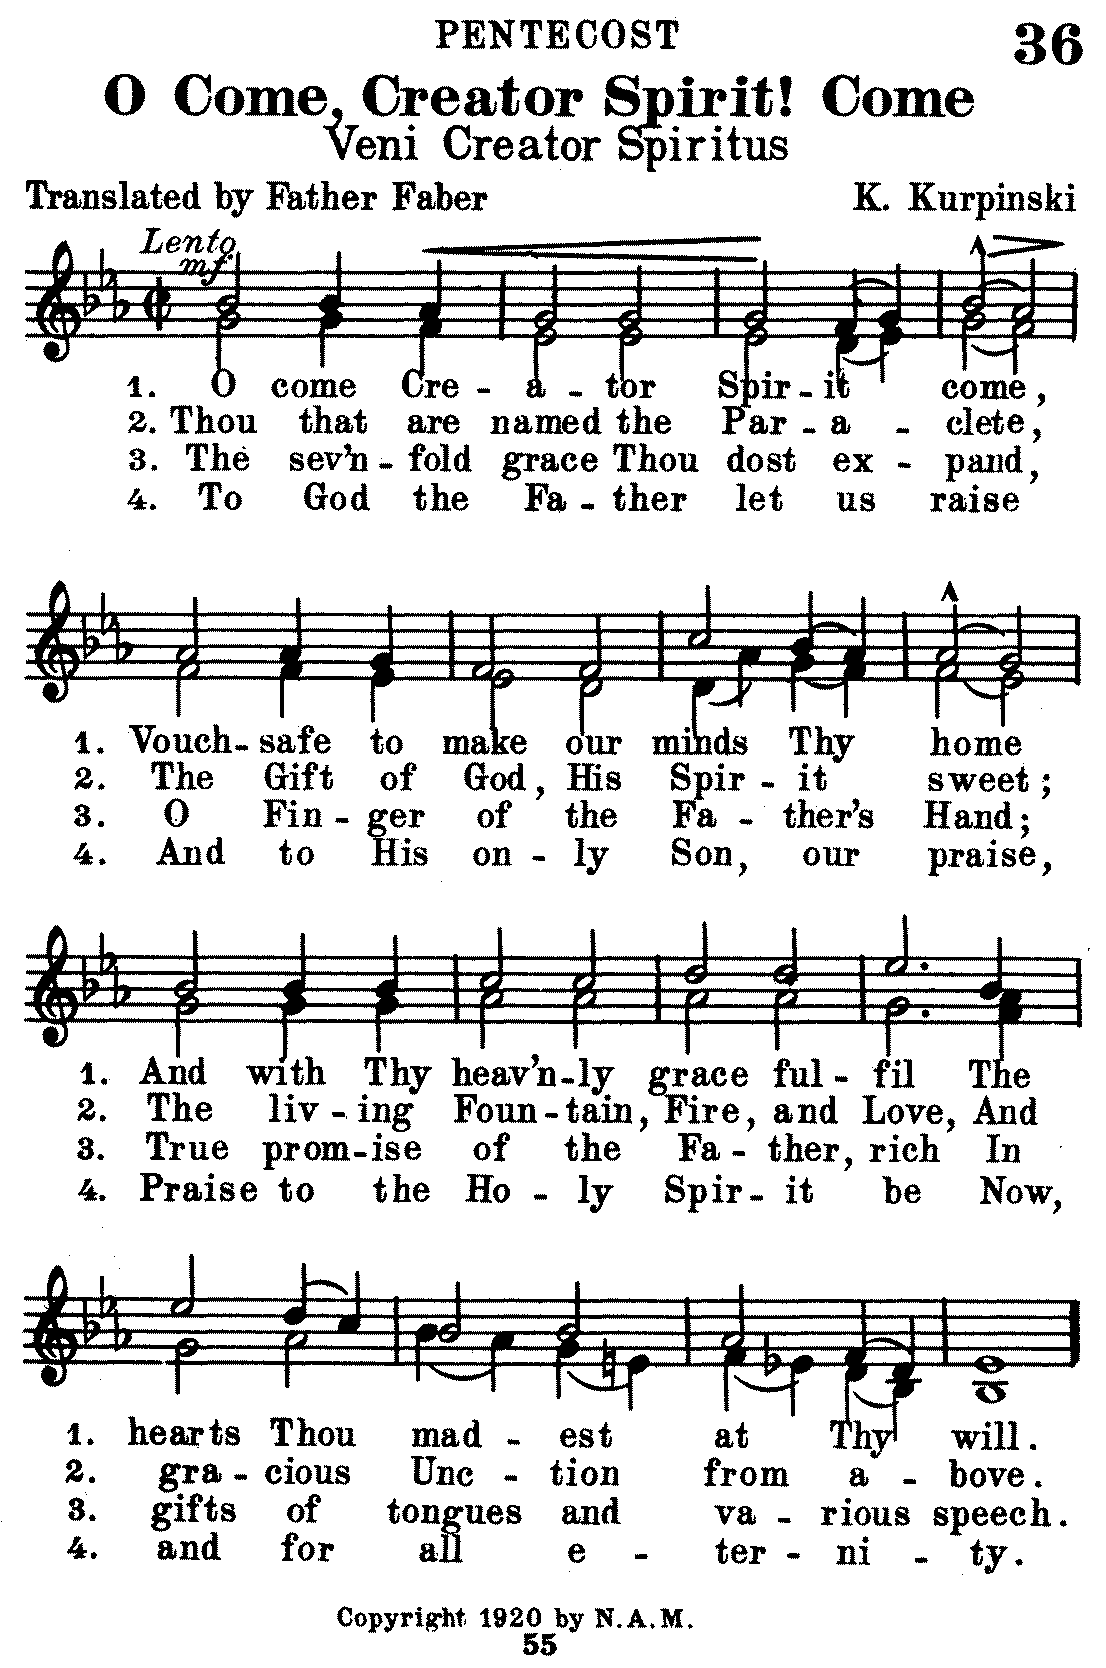 PENTECOST
36
O Come, Creator Spirit! Come
Veni Creator Spiritus
Translated by Father Faber K. Kurpinski
Lento
mf
1. O come Cre - a - tor Spir - it come,
2. Thou that are named the Par - a - clete,
3. The sev'n - fold grace Thou dost ex - pand,
4. To God the Fa - ther let us raise
1. Vouch - safe to make our minds Thy home
2. The Gift of God, His Spir - it sweet;
3. O Fin - ger of the Fa - ther's Hand;
4. And to His on - ly Son, our praise,
1. And with Thy heav'n - ly grace ful - fil The
2. The liv - ing Foun - tain, Fire, and Love, And
3. True prom - ise of the Fa - ther, rich In
4. Praise to the Ho - ly Spir - it be Now,
1. hearts Thou mad - est at Thy will.
2. gra - cious Unc - tion from a - bove.
3. gifts of tongues and va - rious speech.
4. and for all e - ter - ni - ty.
Copyright 1920 by N.A.M.
55